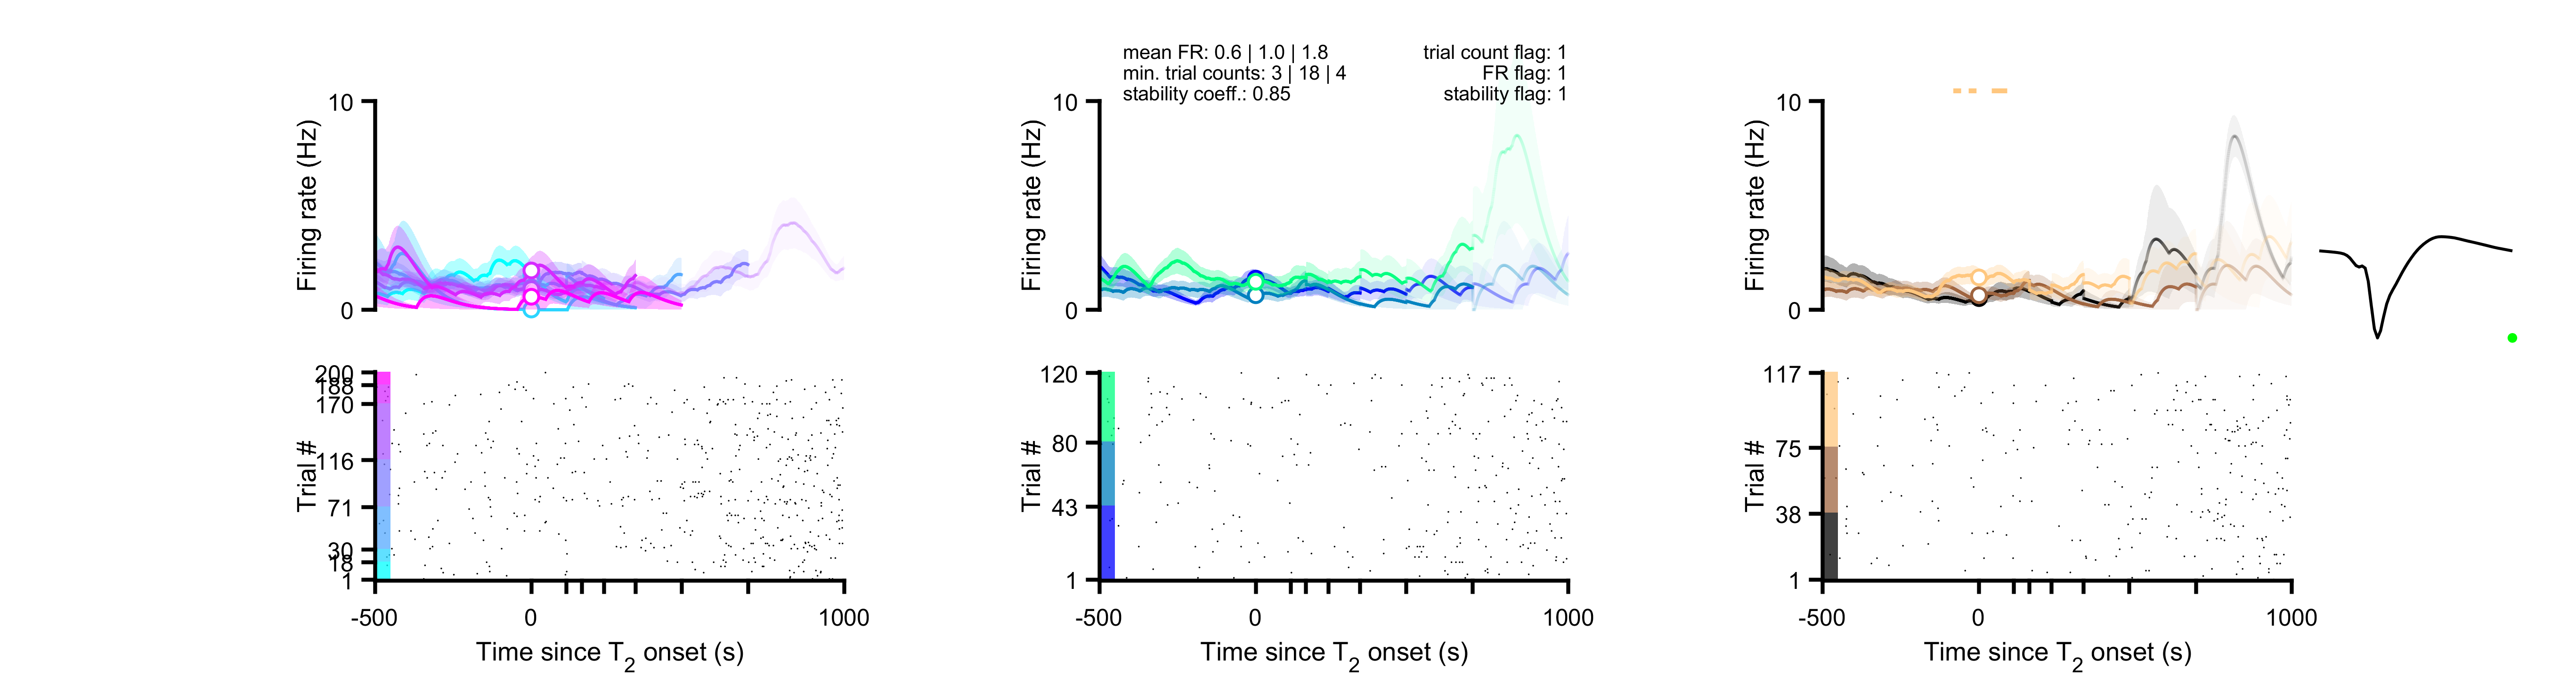 mean FR: 0.6 | 1.0 | 1.8
min. trial counts: 3 | 18 | 4
stability coeff.: 0.85
trial count flag: 1
FR flag: 1
stability flag: 1
10
Firing rate (Hz)
0
10
Firing rate (Hz)
0
10
Firing rate (Hz)
0
200
188
170
116
71
30
18
1
Trial #
-500
0
1000
Time since T2 onset (s)
120
80
43
1
Trial #
-500
0
1000
Time since T2 onset (s)
117
75
38
1
Trial #
-500
0
1000
Time since T2 onset (s)